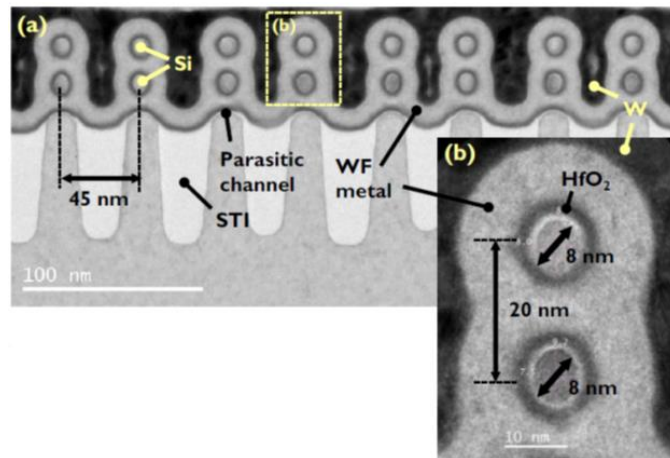 (a)
(b)
Si
W
Parasitic
channel
WF
metal
45 nm
STI
100 nm
(b)
HfO₂
8 nm
20 nm
8 nm
10 nm